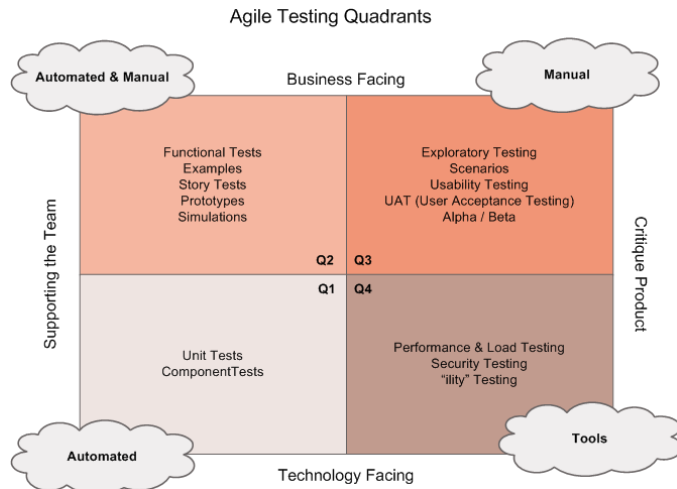 Agile Testing Quadrants
Automated & Manual
Business Facing
Manual
Functional Tests
Examples
Story Tests
Prototypes
Simulations
Exploratory Testing
Scenarios
Usability Testing
UAT (User Acceptance Testing)
Alpha / Beta
Supporting the Team
Critique Product
Q2
Q3
Q1
Q4
Unit Tests
ComponentTests
Performance & Load Testing
Security Testing
“ility” Testing
Automated
Technology Facing
Tools